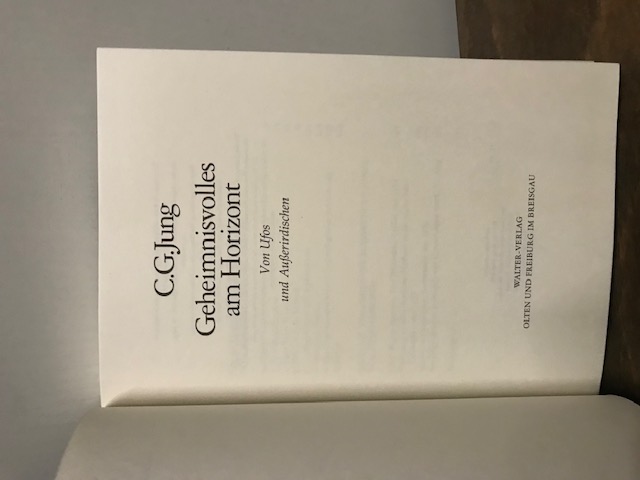 C.G.Jung
Geheimnisvolles
am Horizont
Von Ufos
und Außerirdischen
WALTER-VERLAG
OLTEN UND FREIBURG IM BREISGAU